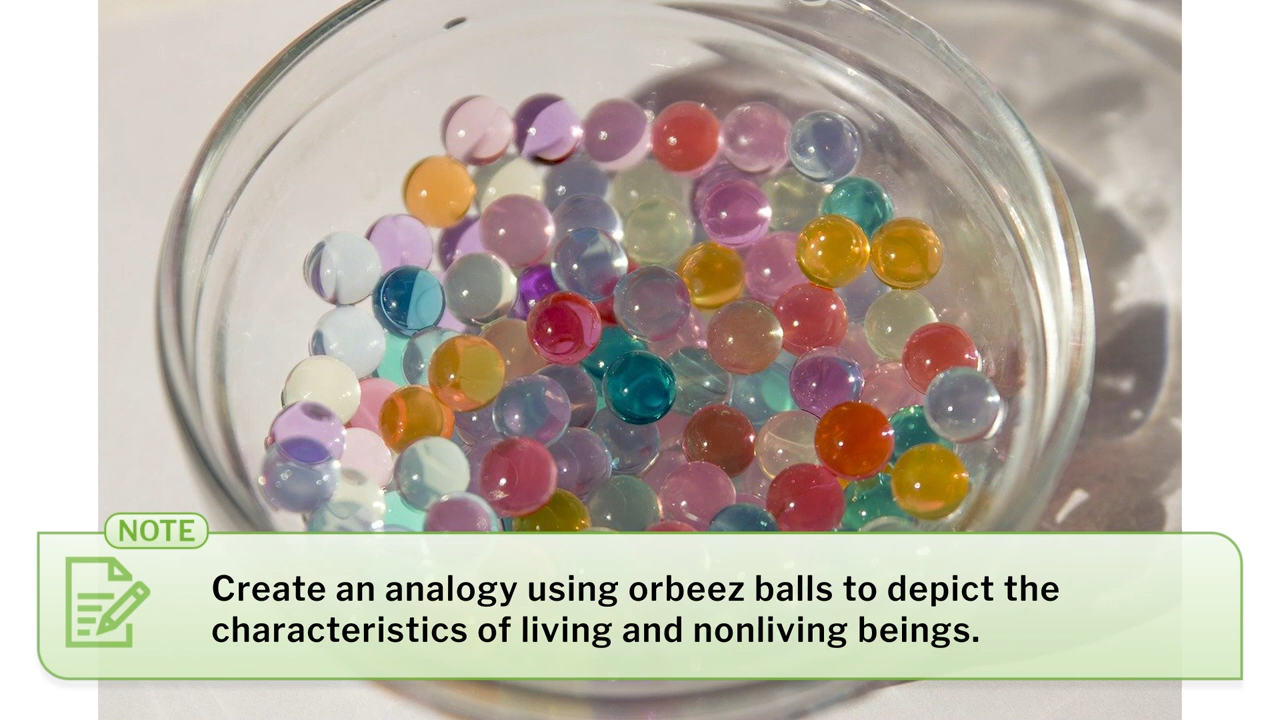 NOTE
Create an analogy using orbeez balls to depict the
characteristics of living and nonliving beings.